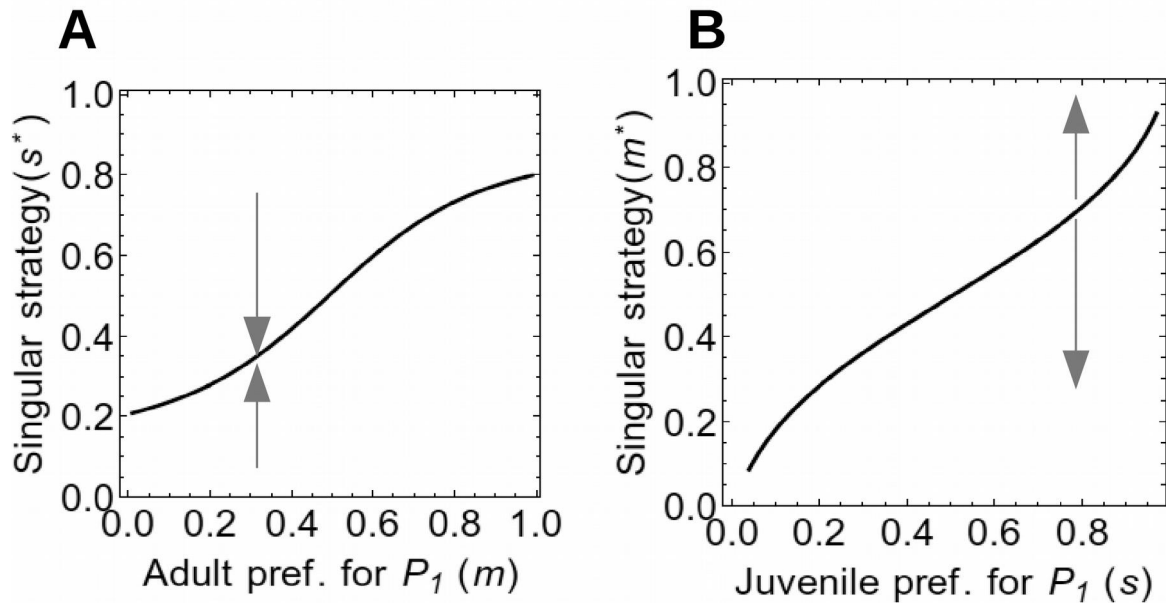 A
B
Singular strategy(s*)
1.0
0.8
0.6
0.4
0.2
0.0
0.0 0.2 0.4 0.6 0.8 1.0
Adult pref. for P1 (m)
Singular strategy(m*)
1.0
0.8
0.6
0.4
0.2
0.0
0.0 0.2 0.4 0.6 0.8
Juvenile pref. for P1 (s)